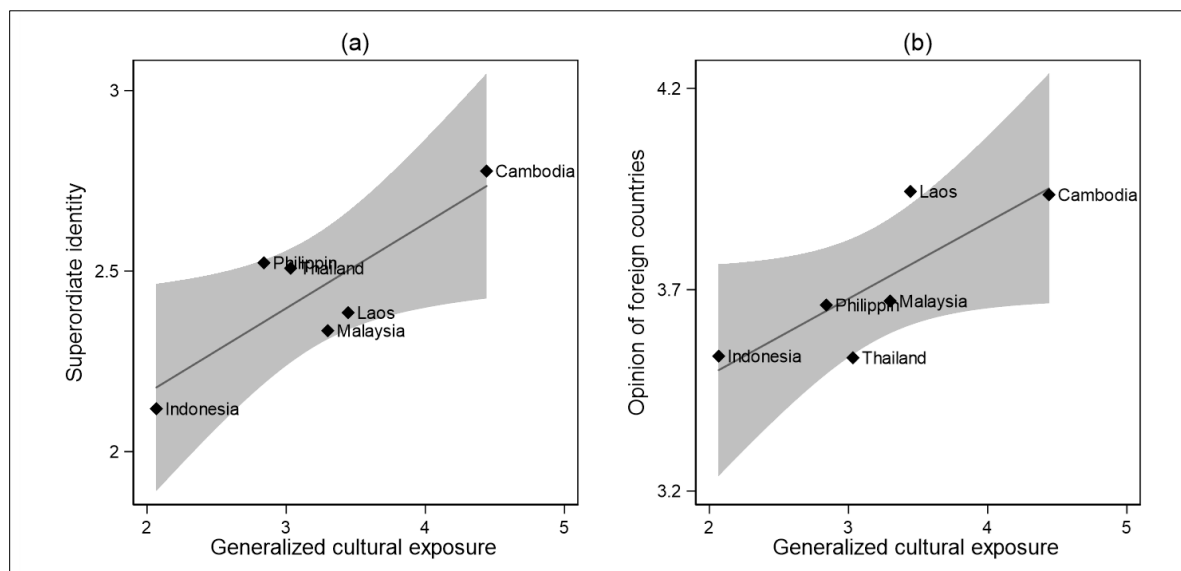 (a)
Superordiate identity
3
2.5
2
Cambodia
Philippin
Thailand
Laos
Malaysia
Indonesia
2
3
4
5
Generalized cultural exposure
(b)
Opinion of foreign countries
4.2
3.7
3.2
Laos
Cambodia
Malaysia
Philippin
Indonesia
Thailand
2
3
4
5
Generalized cultural exposure